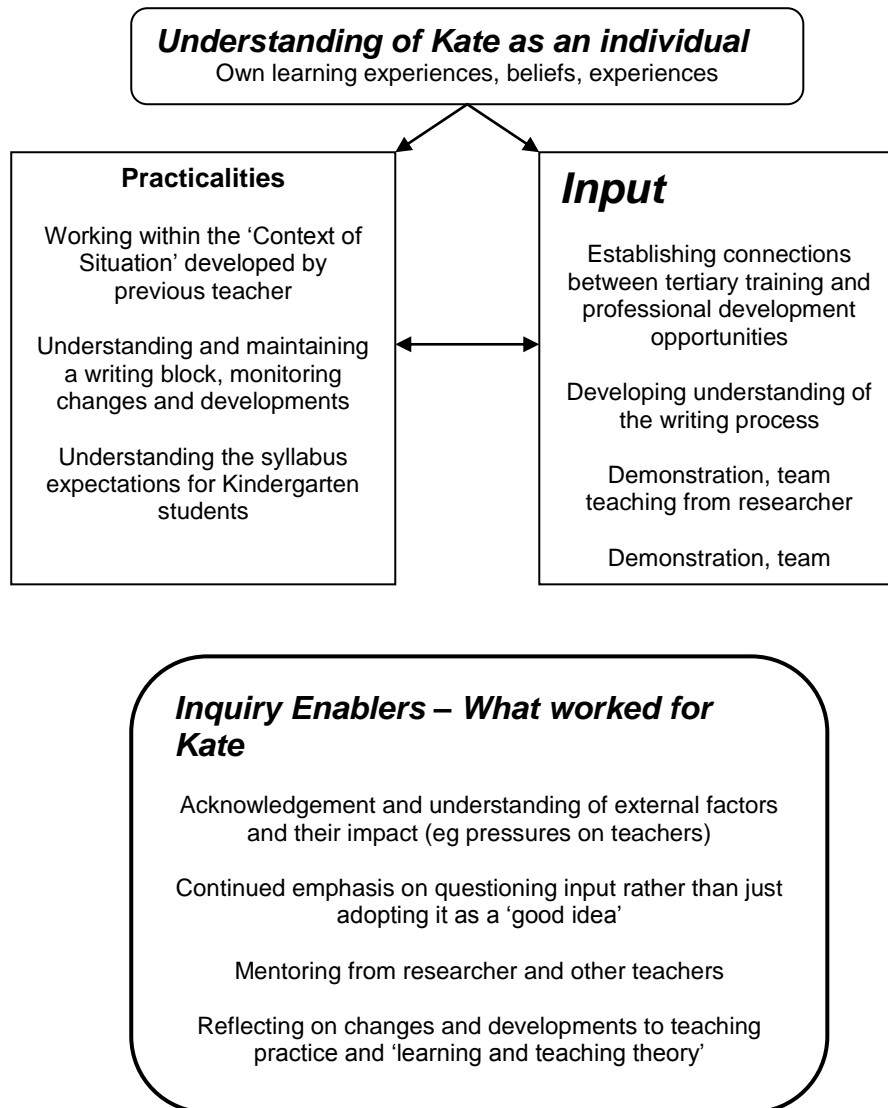 Understanding of Kate as an individual
Own learning experiences, beliefs, experiences
Practicalities
Working within the ‘Context of
Situation’ developed by
previous teacher
Understanding and maintaining
a writing block, monitoring
changes and developments
Understanding the syllabus
expectations for Kindergarten
students
Input
Establishing connections
between tertiary training and
professional development
opportunities
Developing understanding of
the writing process
Demonstration, team
teaching from researcher
Demonstration, team
Inquiry Enablers – What worked for
Kate
Acknowledgement and understanding of external factors
and their impact (eg pressures on teachers)
Continued emphasis on questioning input rather than just
adopting it as a ‘good idea’
Mentoring from researcher and other teachers
Reflecting on changes and developments to teaching
practice and ‘learning and teaching theory’